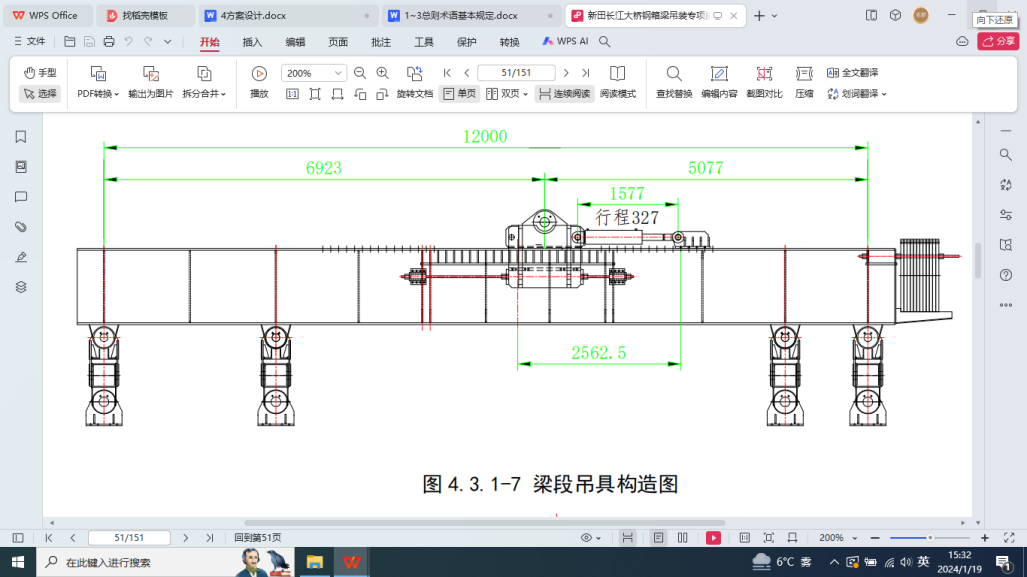 WPS Office
找稻壳模板
4方案设计.docx
1~3总则术语基本规定.docx
新田长江大桥钢箱梁吊装专项
向下还原
文件
开始
插入
编辑
页面
批注
工具
保护
转换
WPS AI
分享
手型
选择
PDF转换
输出为图片
拆分合并
播放
200%
旋转文档
51/151
单页
双页
连续阅读
阅读模式
查找替换
编辑内容
截图对比
压缩
全文翻译
划词翻译
12000
6923
5077
1577
行程327
2562.5
图 4.3.1-7 梁段吊具构造图
51/151
回到第51页
200%
在此键入进行搜索
6°C 雾
英
15:32
2024/1/19
1